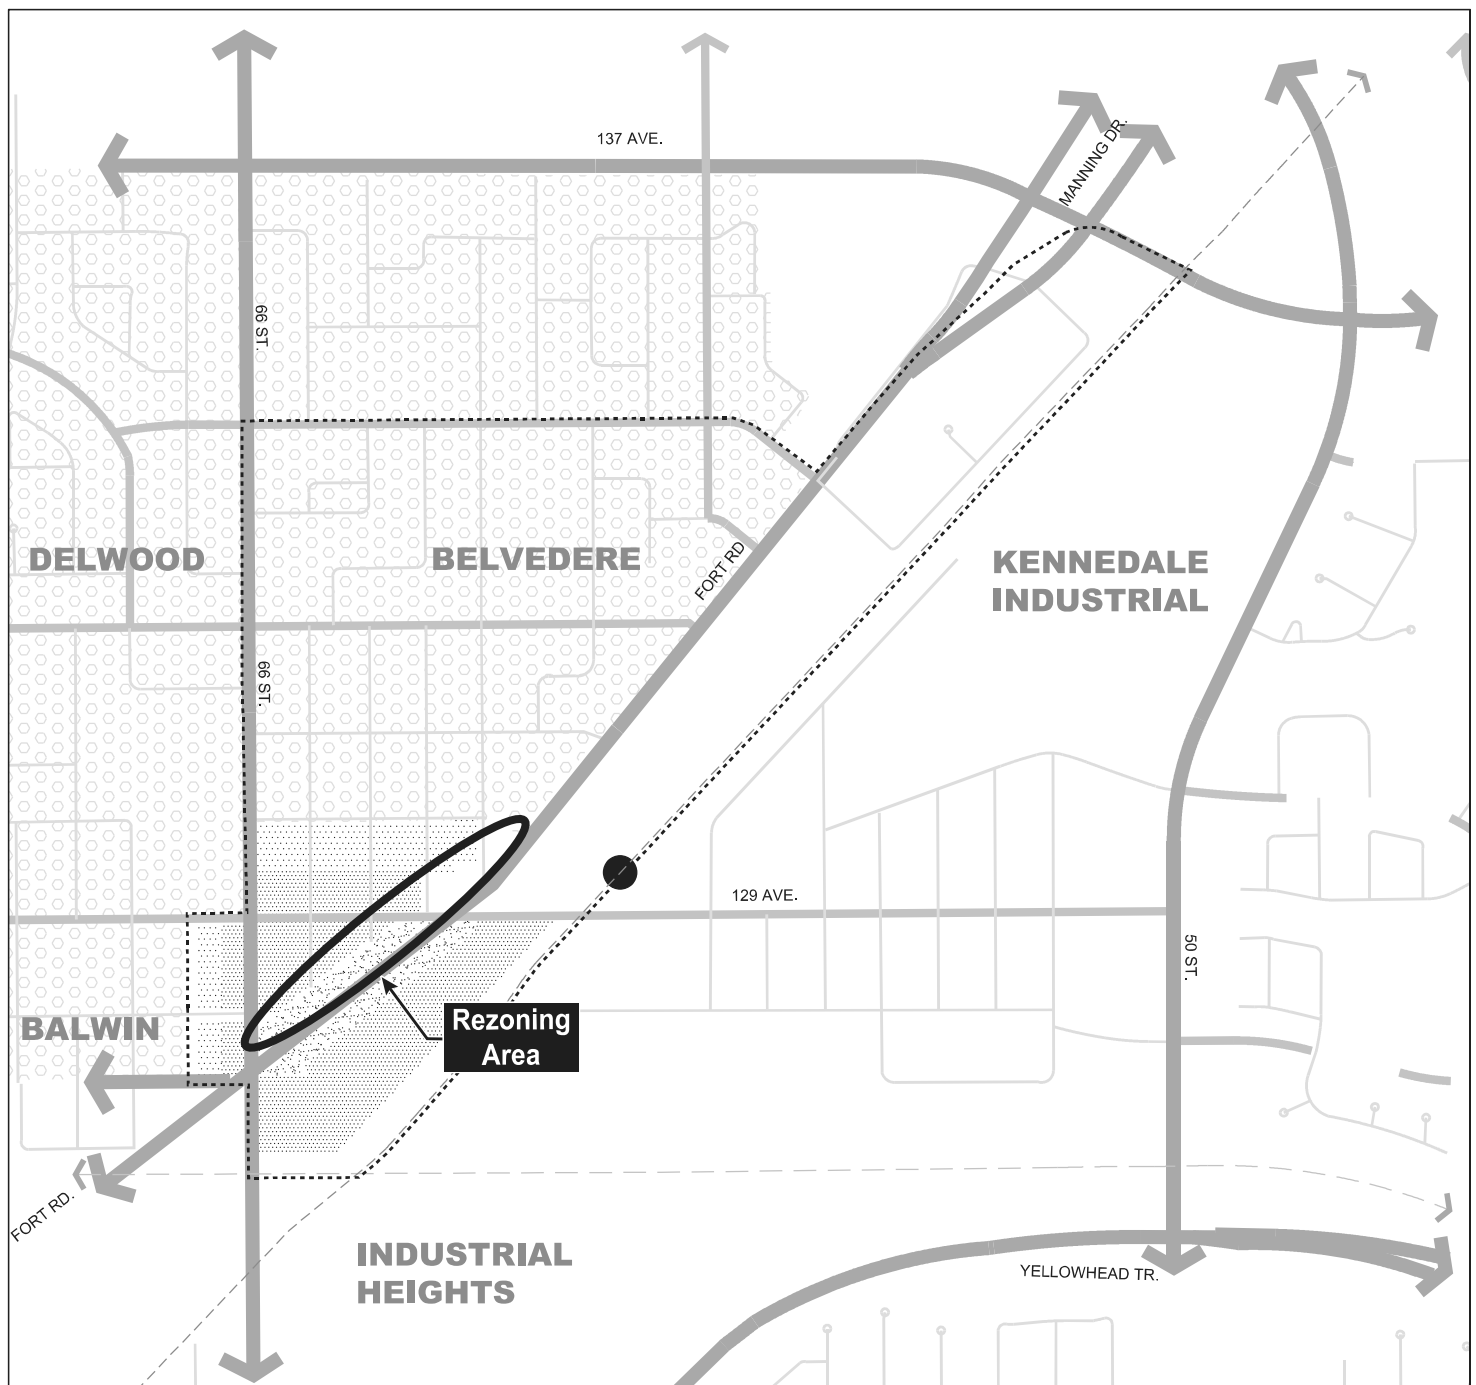 137 AVE.
MANNING DR.
66 ST.
DELWOOD
BELVEDERE
FORT RD
KENNEDALE
INDUSTRIAL
66 ST.
129 AVE.
50 ST.
BALWIN
Rezoning
Area
FORT RD.
INDUSTRIAL
HEIGHTS
YELLOWHEAD TR.